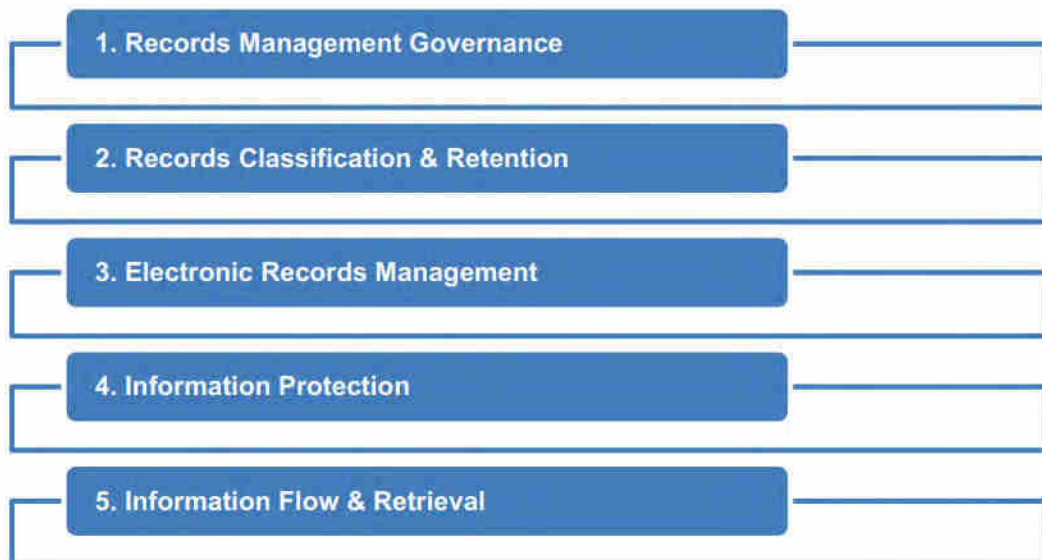 1. Records Management Governance
2. Records Classification & Retention
3. Electronic Records Management
4. Information Protection
5. Information Flow & Retrieval